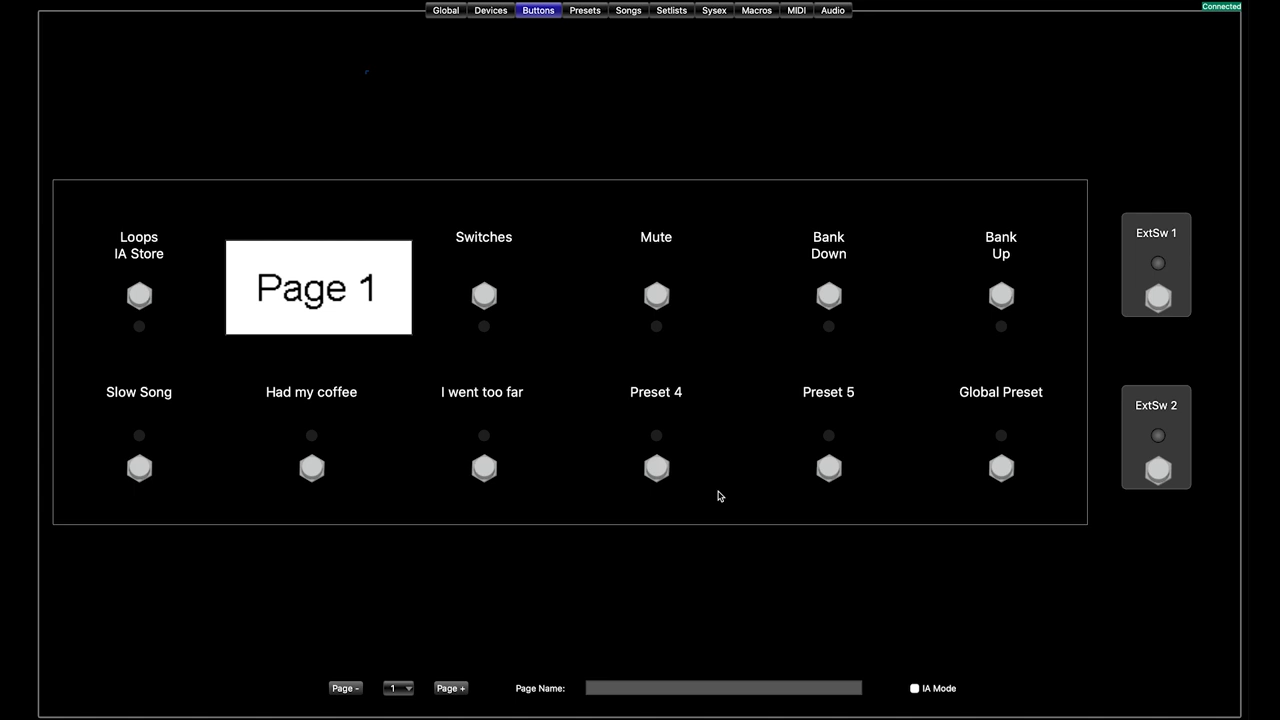 Global Devices Buttons Presets Songs Setlists Sysex Macros MIDI Audio
Connected
Loops
IA Store
Page 1
Switches
Mute
Bank
Down
Bank
Up
ExtSw 1
Slow Song
Had my coffee
I went too far
Preset 4
Preset 5
Global Preset
ExtSw 2
Page -
1
Page +
Page Name:
IA Mode